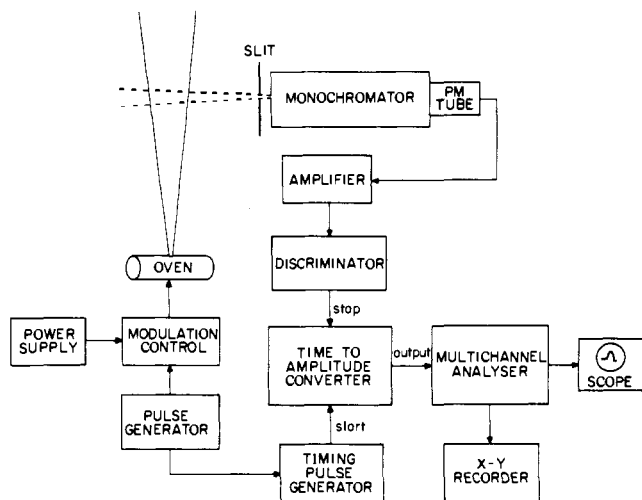 SLIT
MONOCHROMATOR
PM
TUBE
AMPLIFIER
OVEN
DISCRIMINATOR
stop
POWER
SUPPLY
MODULATION
CONTROL
TIME TO
AMPLITUDE
CONVERTER
output
MULTICHANNEL
ANALYSER
SCOPE
PULSE
GENERATOR
start
TIMING
PULSE
GENERATOR
X-Y
RECORDER